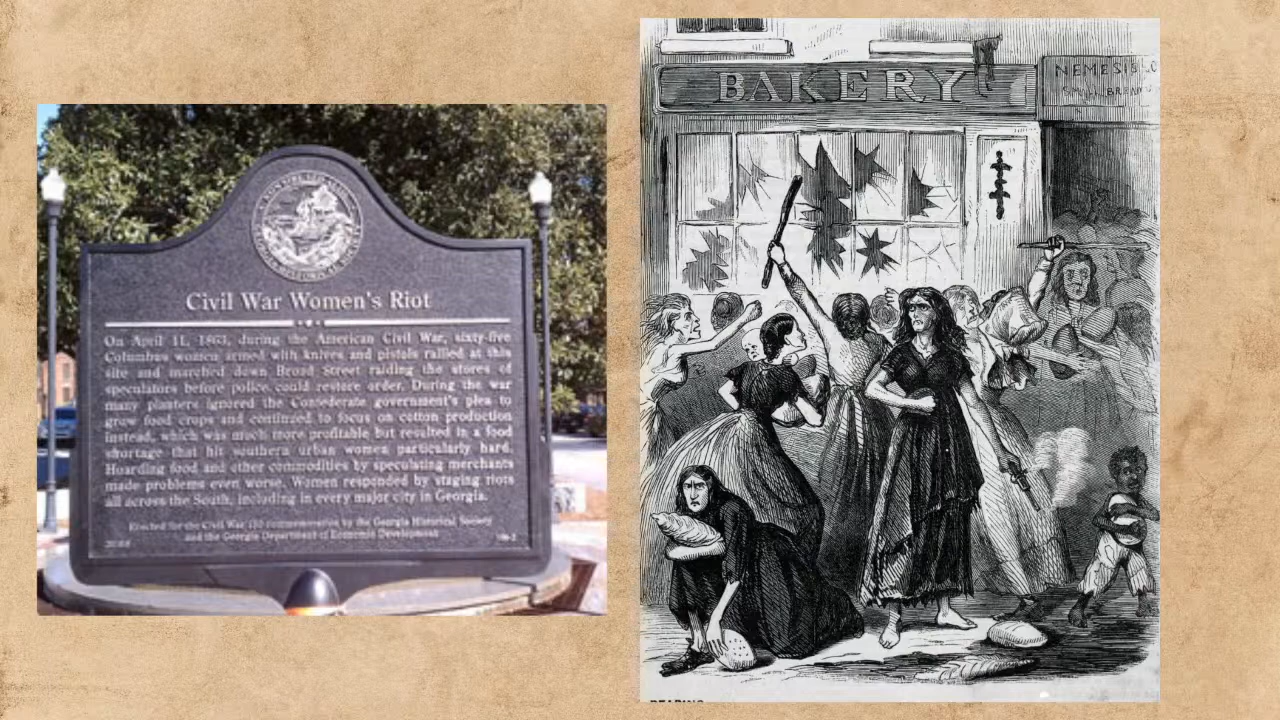 Civil War Women's Riot
On April 11, 1863, during the American Civil War, sixty-five
Columbus women armed with knives and pistols rallied at this
site and marched down Broad Street raiding the stores of
speculators before police could restore order. During the war
many planters ignored the Confederate government's plea to
grow food crops and continued to focus on cotton production
instead, which was much more profitable but resulted in a food
shortage that hit southern urban women particularly hard.
Hoarding food and other commodities by speculating merchants
made problems even worse. Women responded by staging riots
all across the South, including in every major city in Georgia.
Erected for the Civil War 150 commemoration by the Georgia Historical Society
and the Georgia Department of Economic Development
BAKERY
NEMESIS